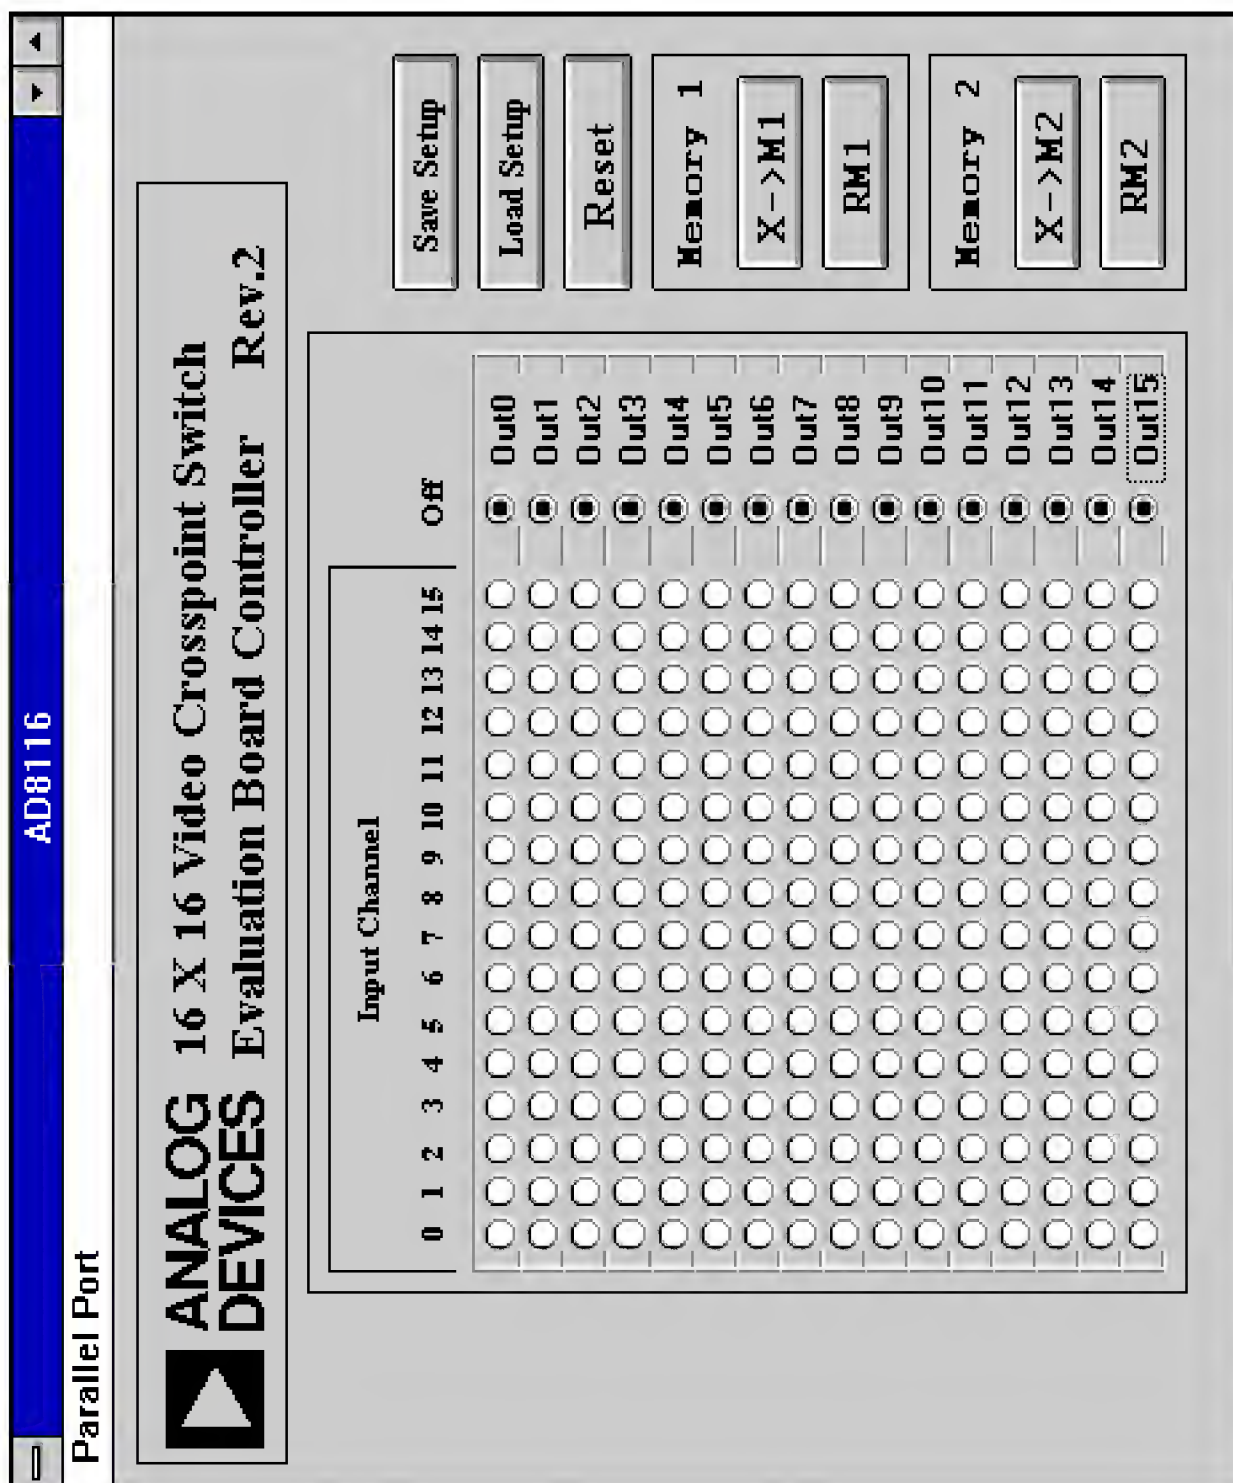 AD8116
Parallel Port
ANALOG DEVICES
16 X 16 Video Crosspoint Switch
Evaluation Board Controller Rev.2
Input Channel
0 1 2 3 4 5 6 7 8 9 10 11 12 13 14 15 Off
Out0
Out1
Out2
Out3
Out4
Out5
Out6
Out7
Out8
Out9
Out10
Out11
Out12
Out13
Out14
Out15
Save Setup
Load Setup
Reset
Memory 1
X->M1
RM1
Memory 2
X->M2
RM2